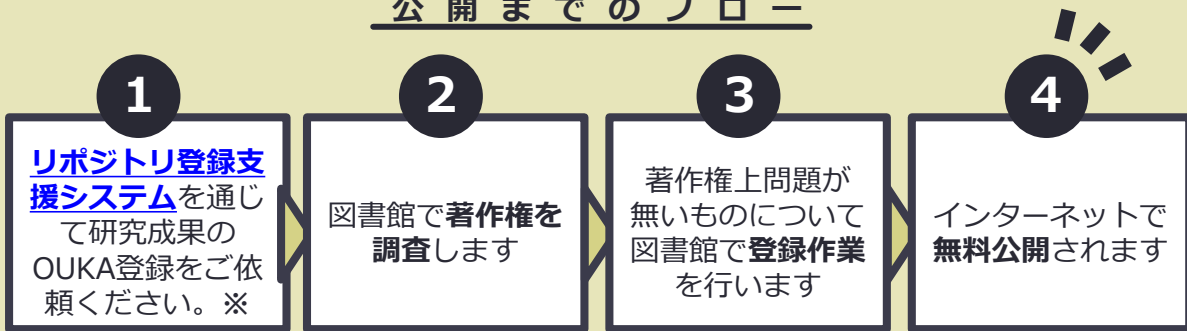 公開までのフロー
1
リポジトリ登録支
援システムを通じ
て研究成果の
OUKA登録をご依
頼ください。※
2
図書館で著作権を
調査します
3
著作権上問題が
無いものについて
図書館で登録作業
を行います
4
インターネットで
無料公開されます